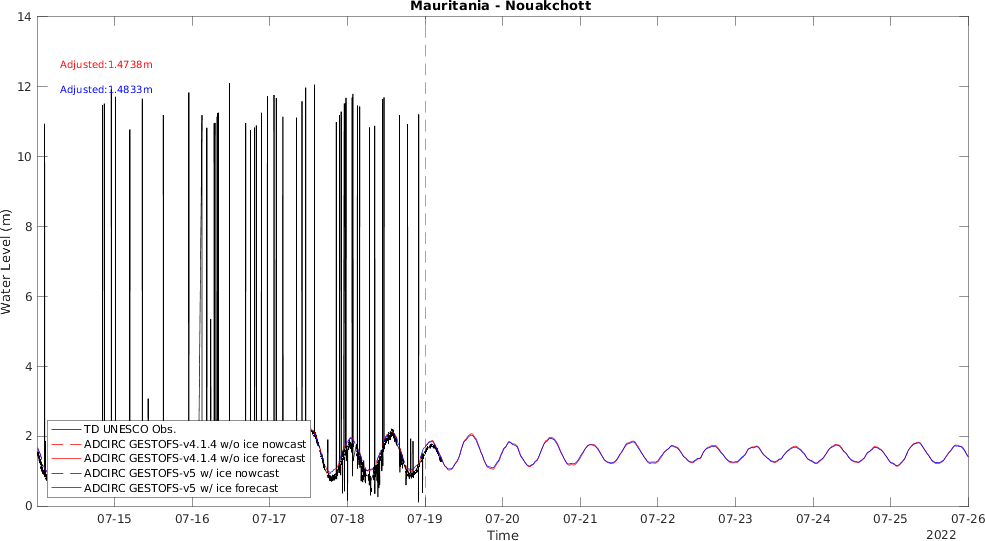 Mauritania - Nouakchott
14
12
10
8
6
4
2
0
Water Level (m)
Adjusted:1.4738m
Adjusted:1.4833m
TD UNESCO Obs.
ADCIRC GESTOFS-v4.1.4 w/o ice nowcast
ADCIRC GESTOFS-v4.1.4 w/o ice forecast
ADCIRC GESTOFS-v5 w/ ice nowcast
ADCIRC GESTOFS-v5 w/ ice forecast
07-15 07-16 07-17 07-18 07-19 07-20 07-21 07-22 07-23 07-24 07-25 07-26
Time
2022